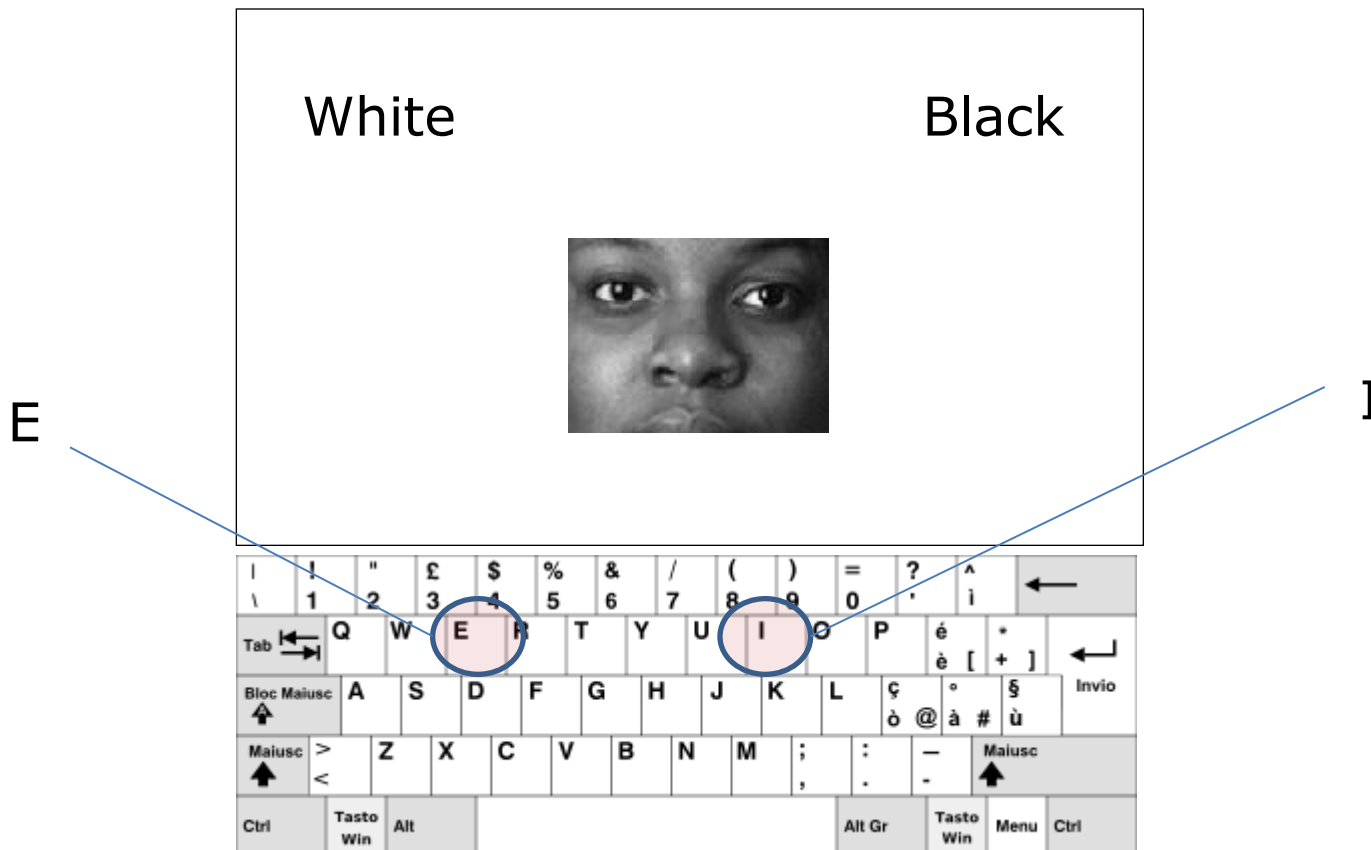 White Black
E I
| ! " £ $ % & / ( ) = ? ^
\ 1 2 3 4 5 6 7 8 9 0 ' ì
Tab Q W E R T Y U I O P é * 
è [ + ]
Bloc Maiusc A S D F G H J K L ç ° § Invio
ò @ à # ù
Maiusc > Z X C V B N M ; : _ Maiusc
< , . -
Ctrl Tasto Win Alt Alt Gr Tasto Win Menu Ctrl